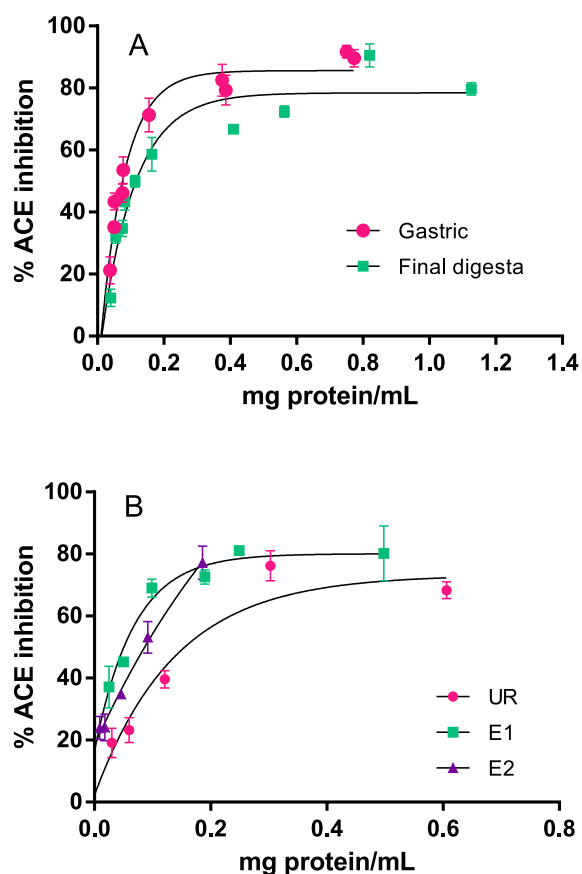 A
100
80
60
40
20
0
% ACE inhibition
Gastric
Final digesta
0.0 0.2 0.4 0.6 0.8 1.0 1.2 1.4
mg protein/mL
B
100
80
60
40
20
0
% ACE inhibition
UR
E1
E2
0.0 0.2 0.4 0.6 0.8
mg protein/mL